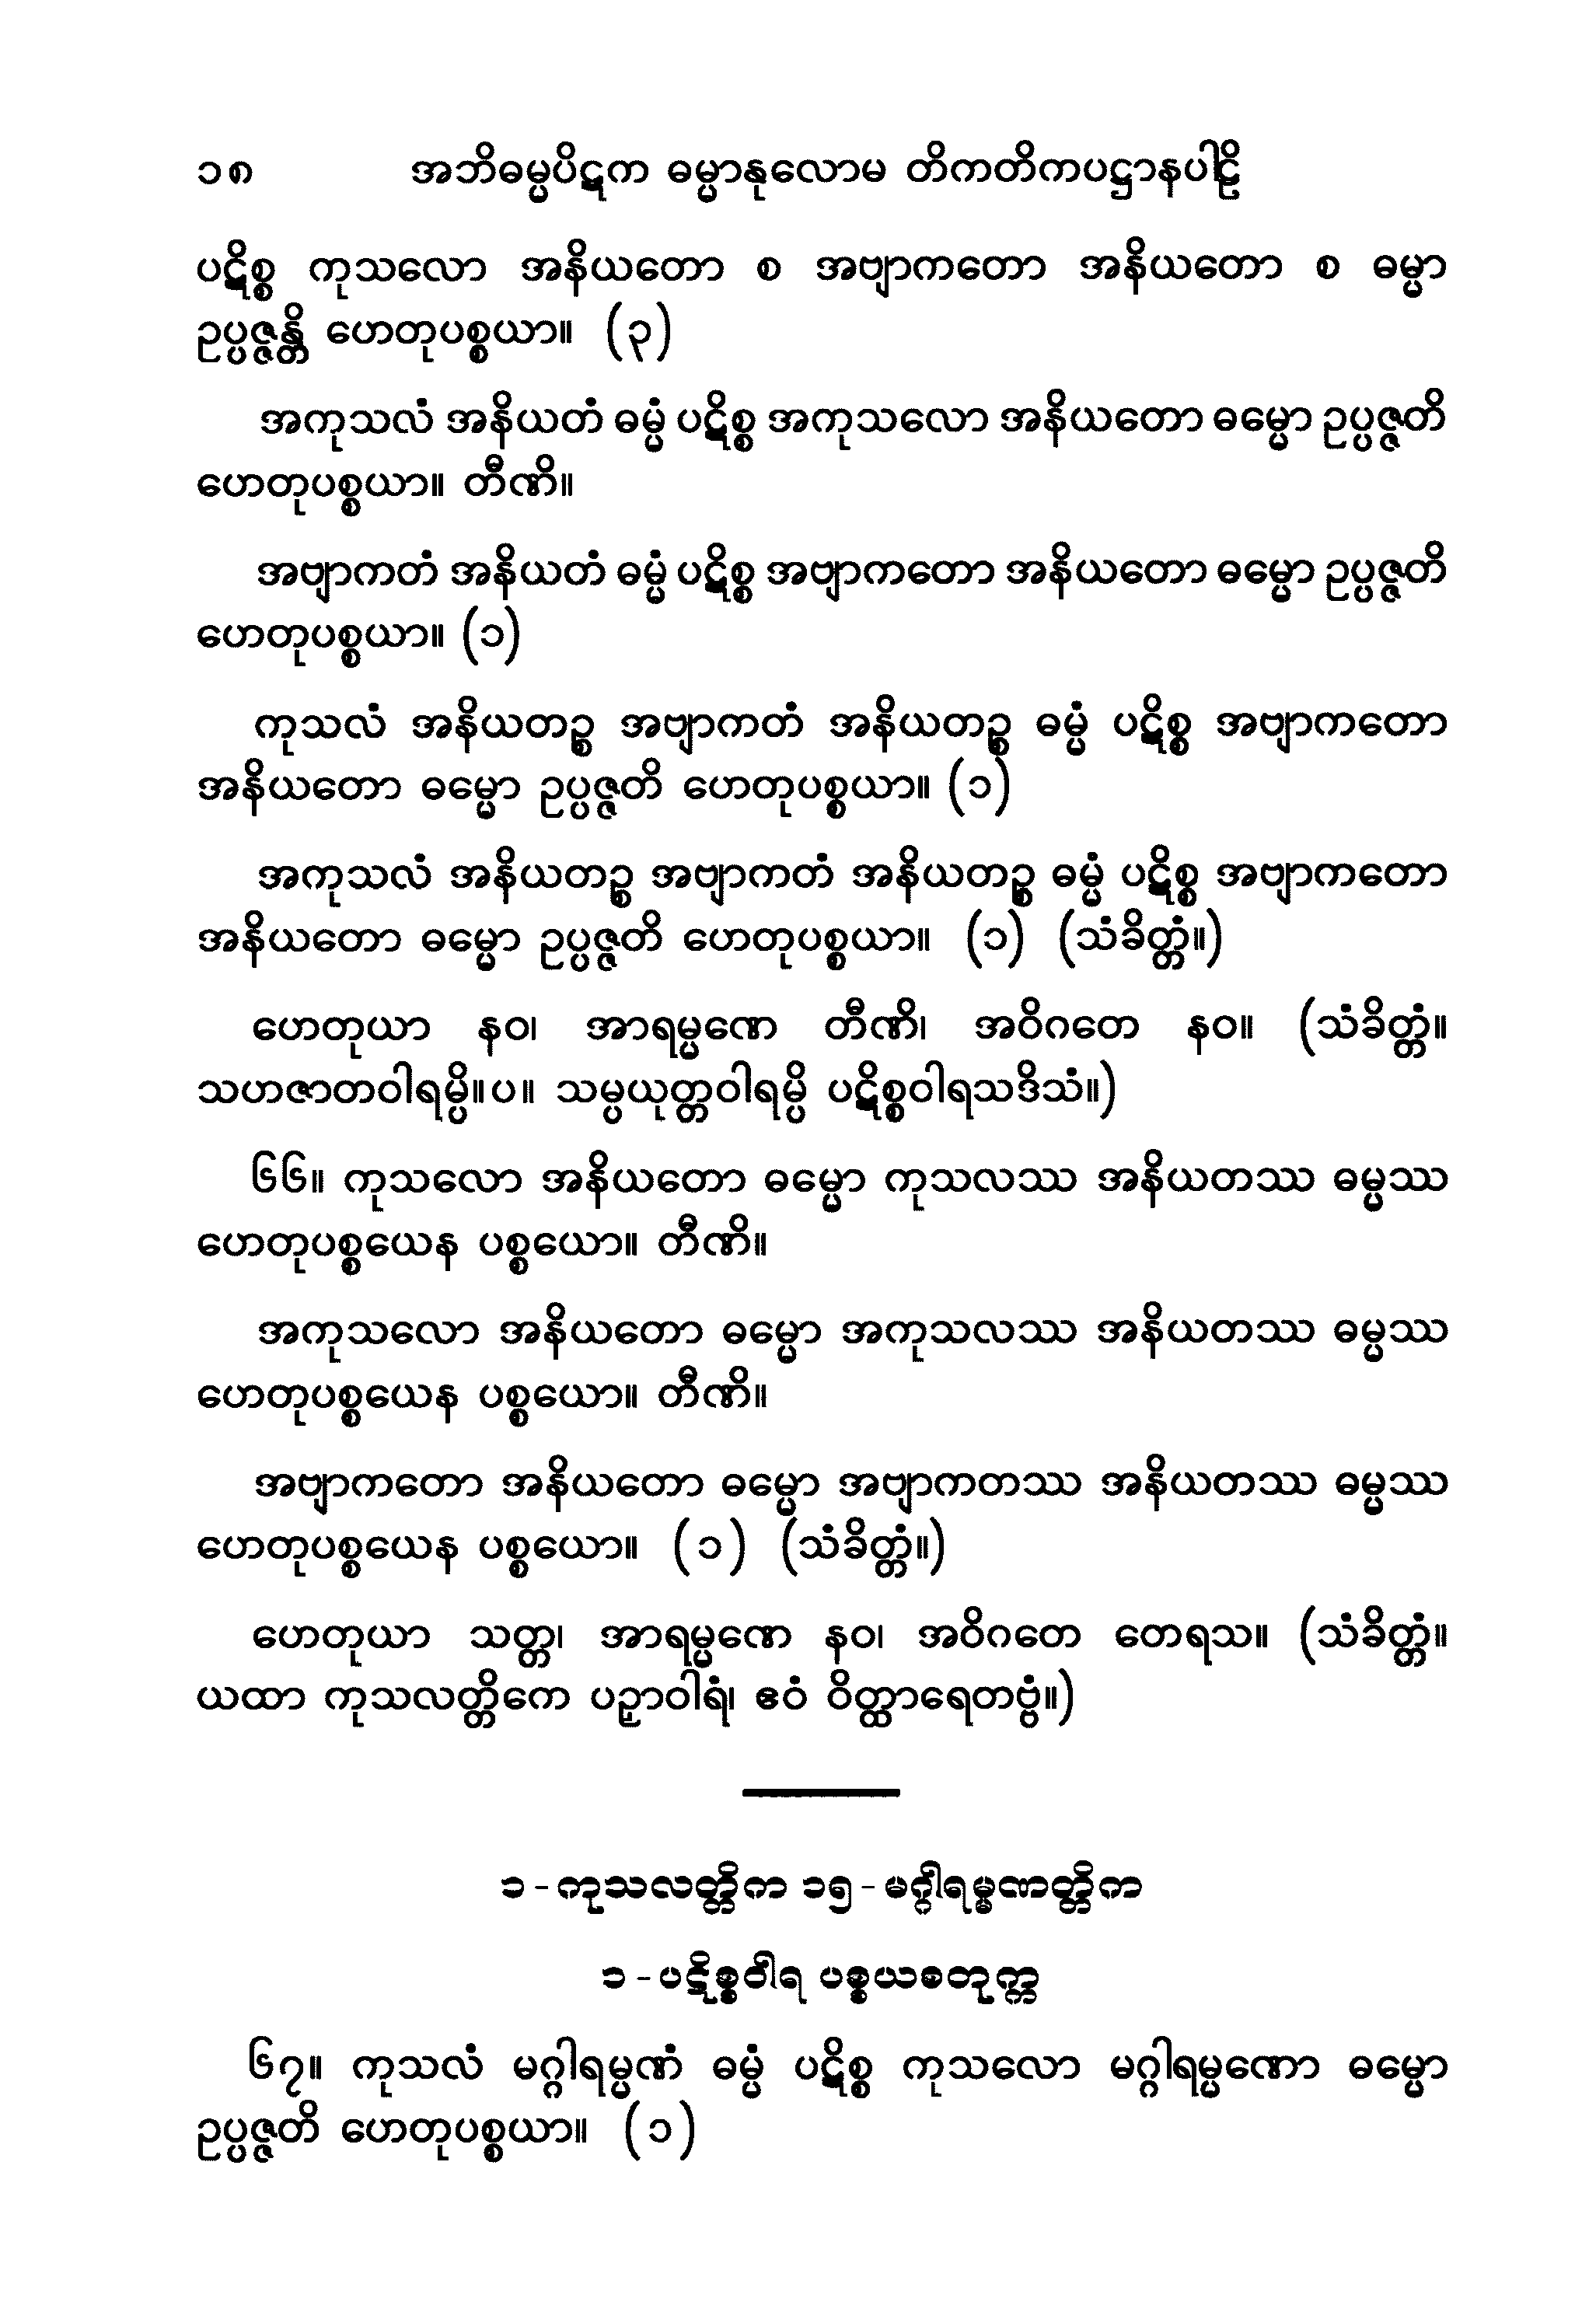 ၁၈ အဘိဓမ္မပိဋက ဓမ္မာနုလောမ တိကတိကပဋ္ဌာနပါဠိ
ပဋိစ္စ ကုသလော အနိယတော စ အဗျာကတော အနိယတော စ ဓမ္မာ
ဥပ္ပဇ္ဇန္တိ ဟေတုပစ္စယာ။ (၃)
အကုသလံ အနိယတံ ဓမ္မံ ပဋိစ္စ အကုသလော အနိယတော ဓမ္မော ဥပ္ပဇ္ဇတိ
ဟေတုပစ္စယာ။ တီဏိ။
အဗျာကတံ အနိယတံ ဓမ္မံ ပဋိစ္စ အဗျာကတော အနိယတော ဓမ္မော ဥပ္ပဇ္ဇတိ
ဟေတုပစ္စယာ။ (၁)
ကုသလံ အနိယတဉ္စ အဗျာကတံ အနိယတဉ္စ ဓမ္မံ ပဋိစ္စ အဗျာကတော
အနိယတော ဓမ္မော ဥပ္ပဇ္ဇတိ ဟေတုပစ္စယာ။ (၁)
အကုသလံ အနိယတဉ္စ အဗျာကတံ အနိယတဉ္စ ဓမ္မံ ပဋိစ္စ အဗျာကတော
အနိယတော ဓမ္မော ဥပ္ပဇ္ဇတိ ဟေတုပစ္စယာ။ (၁) (သံခိတ္တံ။)
ဟေတုယာ နဝ၊ အာရမ္မဏေ တီဏိ၊ အဝိဂတေ နဝ။ (သံခိတ္တံ။
သဟဇာတဝါရမ္ပိ။ပ။ သမ္ပယုတ္တဝါရမ္ပိ ပဋိစ္စဝါရသဒိသံ။)
၆၆။ ကုသလော အနိယတော ဓမ္မော ကုသလဿ အနိယတဿ ဓမ္မဿ
ဟေတုပစ္စယေန ပစ္စယော။ တီဏိ။
အကုသလော အနိယတော ဓမ္မော အကုသလဿ အနိယတဿ ဓမ္မဿ
ဟေတုပစ္စယေန ပစ္စယော။ တီဏိ။
အဗျာကတော အနိယတော ဓမ္မော အဗျာကတဿ အနိယတဿ ဓမ္မဿ
ဟေတုပစ္စယေန ပစ္စယော။ (၁) (သံခိတ္တံ။)
ဟေတုယာ သတ္တ၊ အာရမ္မဏေ နဝ၊ အဝိဂတေ တေရသ။ (သံခိတ္တံ။
ယထာ ကုသလတ္တိကေ ပဉှာဝါရံ၊ ဧဝံ ဝိတ္ထာရေတဗ္ဗံ။)
၁-ကုသလတ္တိက ၁၅-မဂ္ဂါရမ္မဏတ္တိက
၁-ပဋိစ္စဝါရ ပစ္စယစတုက္က
၆၇။ ကုသလံ မဂ္ဂါရမ္မဏံ ဓမ္မံ ပဋိစ္စ ကုသလော မဂ္ဂါရမ္မဏော ဓမ္မော
ဥပ္ပဇ္ဇတိ ဟေတုပစ္စယာ။ (၁)